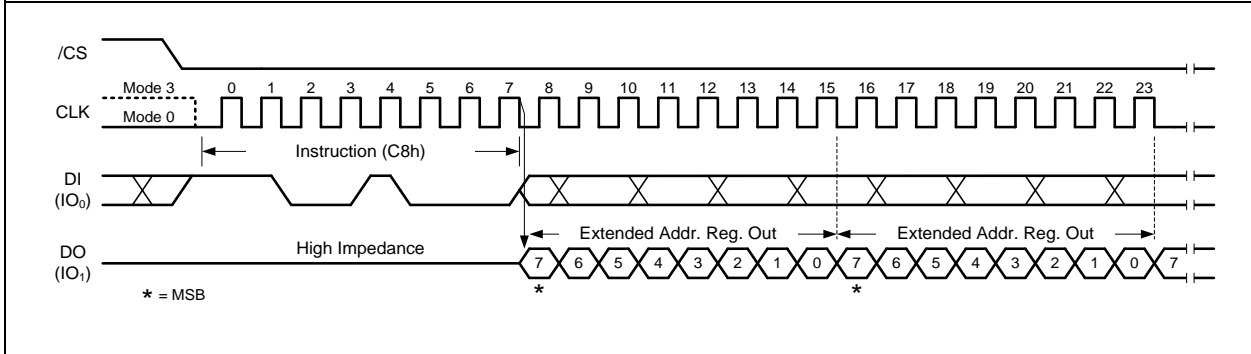 /CS
Mode 3
0 1 2 3 4 5 6 7 8 9 10 11 12 13 14 15 16 17 18 19 20 21 22 23
CLK
Mode 0
Instruction (C8h)
DI
(IO₀)
Extended Addr. Reg. Out Extended Addr. Reg. Out
High Impedance
DO
(IO₁)
7 6 5 4 3 2 1 0 7 6 5 4 3 2 1 0 7
* *
* = MSB